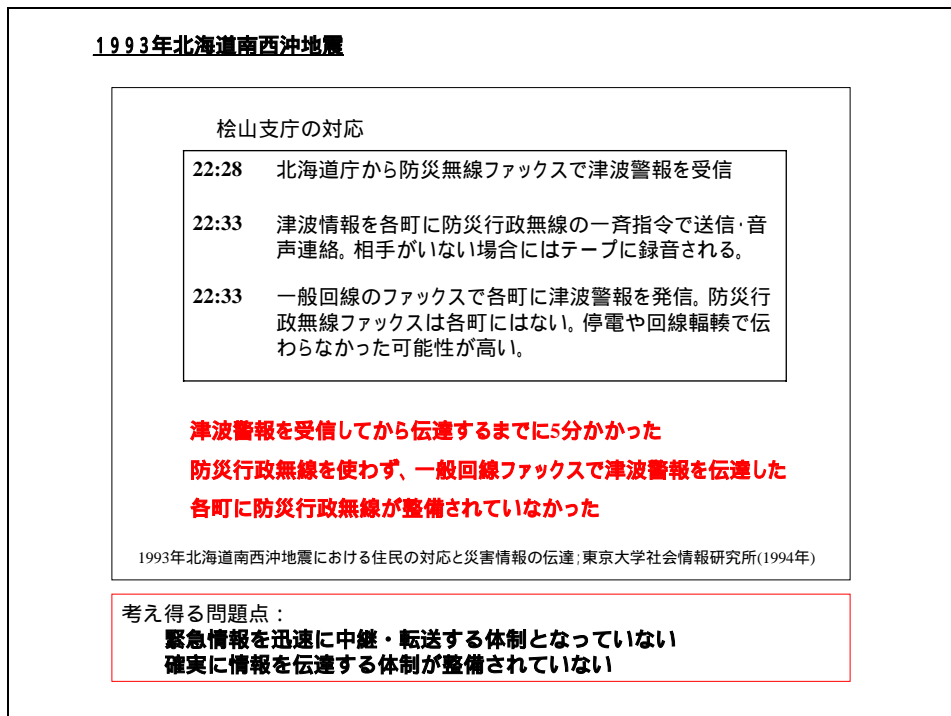 1993年北海道南西沖地震
桧山支庁の対応
22:28 北海道庁から防災無線ファックスで津波警報を受信
22:33 津波情報を各町に防災行政無線の一斉指令で送信・音
声連絡。相手がいない場合にはテープに録音される。
22:33 一般回線のファックスで各町に津波警報を発信。防災行
政無線ファックスは各町にはない。停電や回線輻輳で伝
わらなかった可能性が高い。
津波警報を受信してから伝達するまでに5分かかった
防災行政無線を使わず、一般回線ファックスで津波警報を伝達した
各町に防災行政無線が整備されていなかった
1993年北海道南西沖地震における住民の対応と災害情報の伝達;東京大学社会情報研究所(1994年)
考え得る問題点:
緊急情報を迅速に中継・転送する体制となっていない
確実に情報を伝達する体制が整備されていない